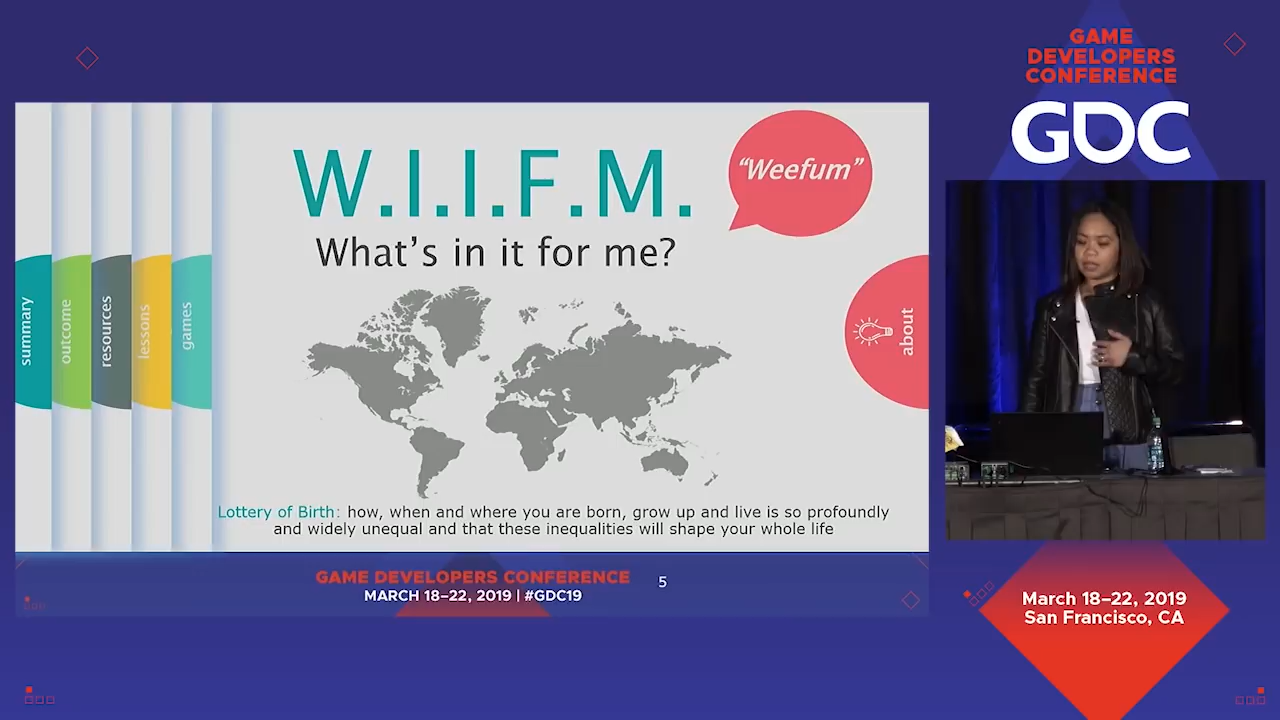 W.I.I.F.M.
"Weefum"
What's in it for me?
summary
outcome
resources
lessons
games
about
Lottery of Birth: how, when and where you are born, grow up and live is so profoundly
and widely unequal and that these inequalities will shape your whole life
GAME DEVELOPERS CONFERENCE
MARCH 18–22, 2019 | #GDC19
5
GAME
DEVELOPERS
CONFERENCE
GDC
March 18–22, 2019
San Francisco, CA